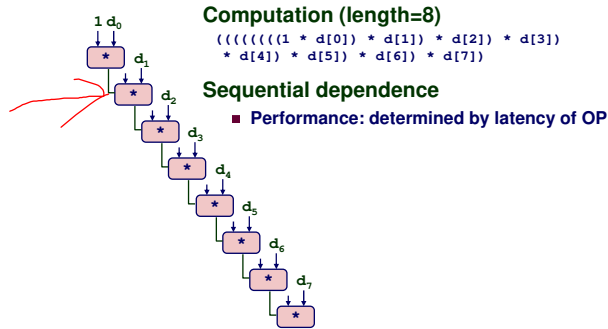 Computation (length=8)
((((((((1 * d[0]) * d[1]) * d[2]) * d[3])
* d[4]) * d[5]) * d[6]) * d[7])
Sequential dependence
Performance: determined by latency of OP
1 d₀
*
d₁
*
d₂
*
d₃
*
d₄
*
d₅
*
d₆
*
d₇
*